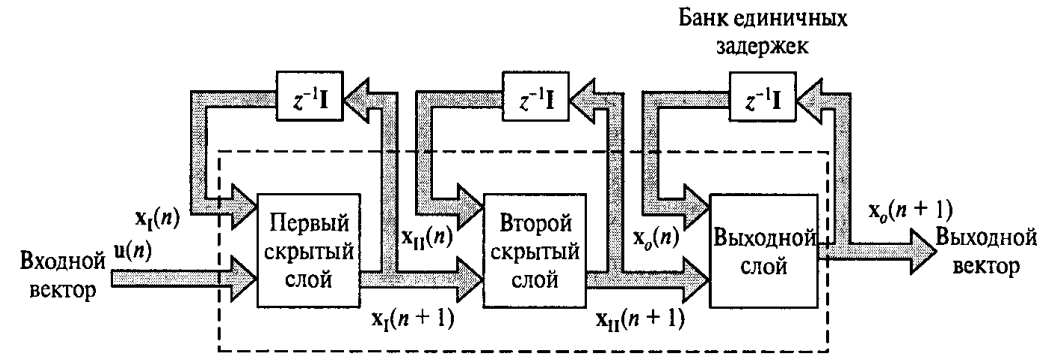 Банк единичных
задержек
z⁻¹I
z⁻¹I
z⁻¹I
x_I(n)
u(n)
Входной
вектор
Первый
скрытый
слой
x_I(n + 1)
x_II(n)
Второй
скрытый
слой
x_II(n + 1)
x_o(n)
Выходной
слой
x_o(n + 1)
Выходной
вектор